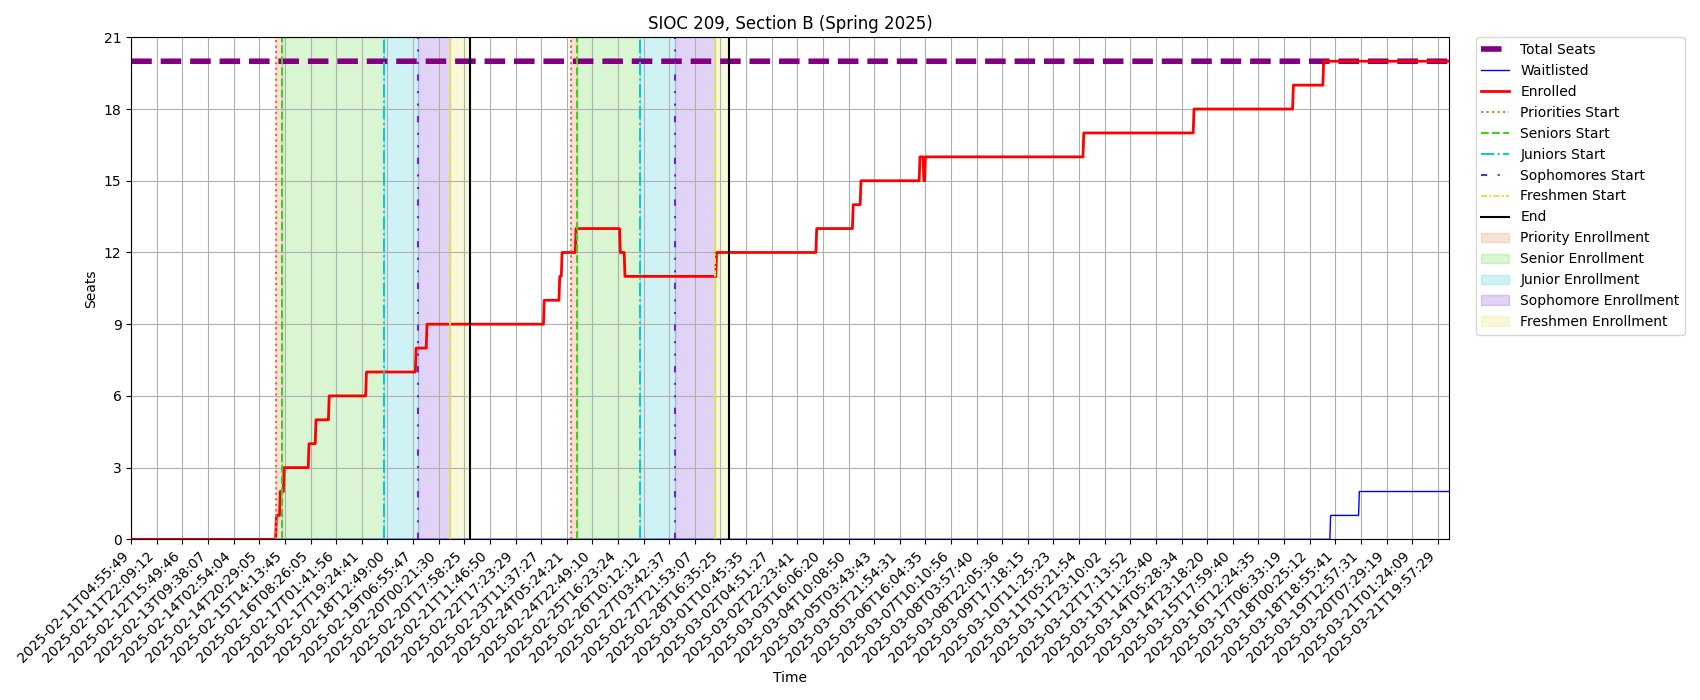 SIOC 209, Section B (Spring 2025)
21
18
15
12
9
6
3
0
Seats
2025-02-11T04:55:49
2025-02-11T22:09:12
2025-02-12T15:49:46
2025-02-13T09:38:07
2025-02-14T02:54:04
2025-02-14T20:29:05
2025-02-15T14:13:45
2025-02-16T08:26:05
2025-02-17T01:41:56
2025-02-17T19:24:41
2025-02-18T12:49:00
2025-02-19T06:55:47
2025-02-20T00:21:30
2025-02-20T17:58:25
2025-02-21T11:46:50
2025-02-22T17:23:29
2025-02-23T11:37:27
2025-02-24T05:24:21
2025-02-24T22:49:10
2025-02-25T16:23:24
2025-02-26T10:12:12
2025-02-27T03:42:37
2025-02-27T21:53:07
2025-02-28T16:35:25
2025-03-01T10:45:35
2025-03-02T04:51:27
2025-03-02T22:23:41
2025-03-03T16:06:20
2025-03-04T10:08:50
2025-03-05T03:43:43
2025-03-05T21:54:31
2025-03-06T16:04:35
2025-03-07T10:10:56
2025-03-08T03:57:40
2025-03-08T22:05:36
2025-03-09T17:18:15
2025-03-10T11:25:23
2025-03-11T05:21:54
2025-03-11T23:10:02
2025-03-12T17:13:52
2025-03-13T11:25:40
2025-03-14T05:28:34
2025-03-14T23:18:20
2025-03-15T17:59:40
2025-03-16T12:24:35
2025-03-17T06:33:19
2025-03-18T00:25:12
2025-03-18T18:55:41
2025-03-19T12:57:31
2025-03-20T07:29:19
2025-03-21T01:24:09
2025-03-21T19:57:29
Time
Total Seats
Waitlisted
Enrolled
Priorities Start
Seniors Start
Juniors Start
Sophomores Start
Freshmen Start
End
Priority Enrollment
Senior Enrollment
Junior Enrollment
Sophomore Enrollment
Freshmen Enrollment